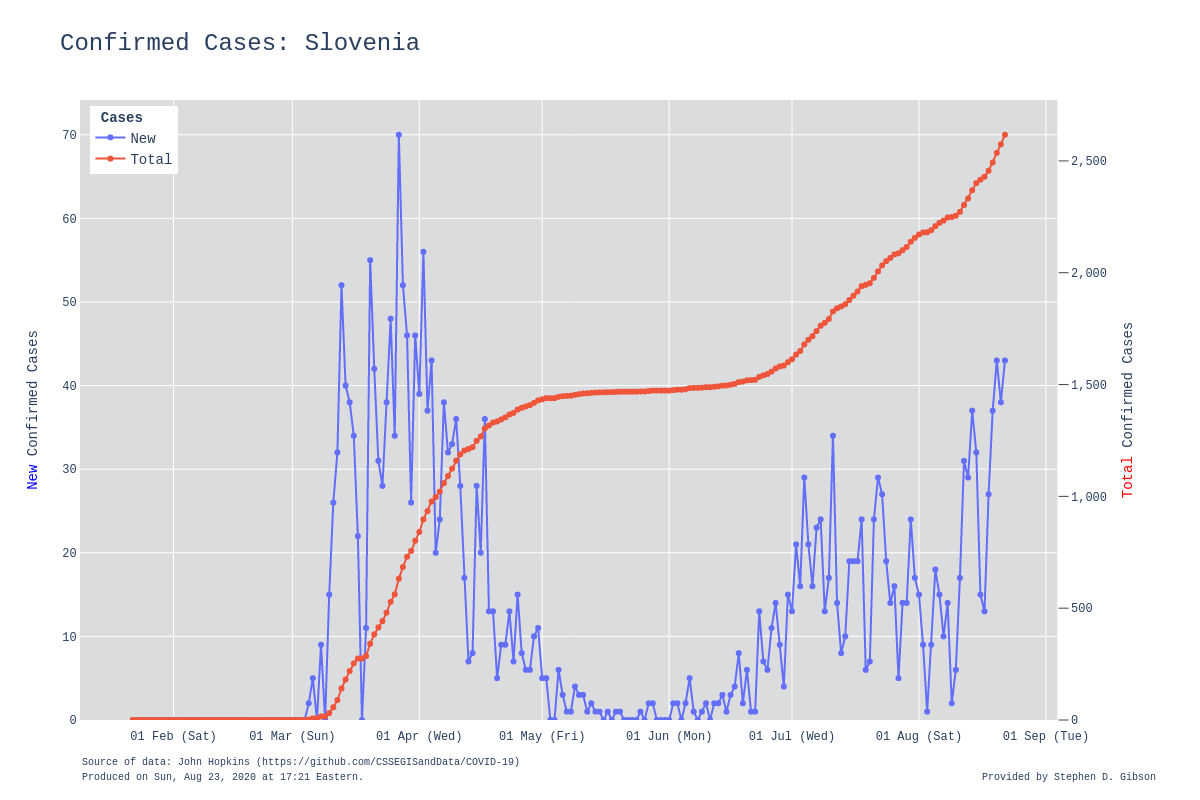 Confirmed Cases: Slovenia
Cases
New
Total
70
60
50
40
30
20
10
0
New Confirmed Cases
2,500
2,000
1,500
1,000
500
0
Total Confirmed Cases
01 Feb (Sat)
01 Mar (Sun)
01 Apr (Wed)
01 May (Fri)
01 Jun (Mon)
01 Jul (Wed)
01 Aug (Sat)
01 Sep (Tue)
Source of data: John Hopkins (https://github.com/CSSEGISandData/COVID-19)
Produced on Sun, Aug 23, 2020 at 17:21 Eastern.
Provided by Stephen D. Gibson